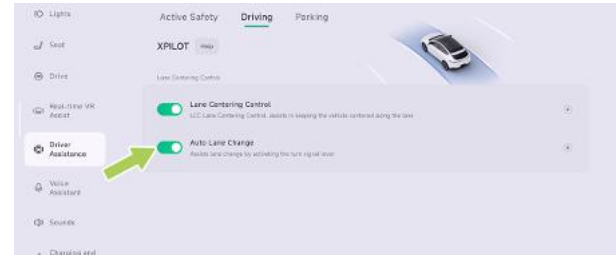 Lights
Active Safety Driving Parking
Seat
XPILOT Help
Drive
Lane Centering Control
Real-time VR
Assist
Lane Centering Control
LCC Lane Centering Control, assists in keeping the vehicle centered along the lane
Driver
Assistance
Auto Lane Change
Assists lane change by activating the turn signal lever
Voice
Assistant
Sounds
Charging and